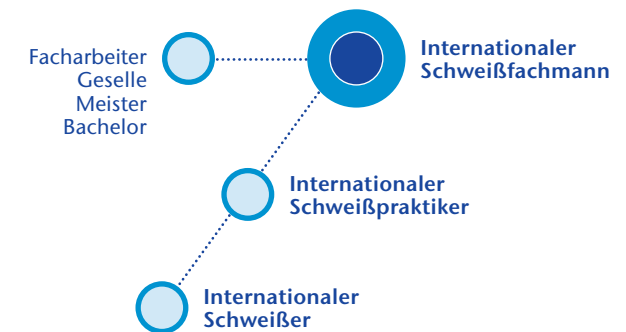 Facharbeiter
Geselle
Meister
Bachelor
Internationaler
Schweißfachmann
Internationaler
Schweißpraktiker
Internationaler
Schweißer